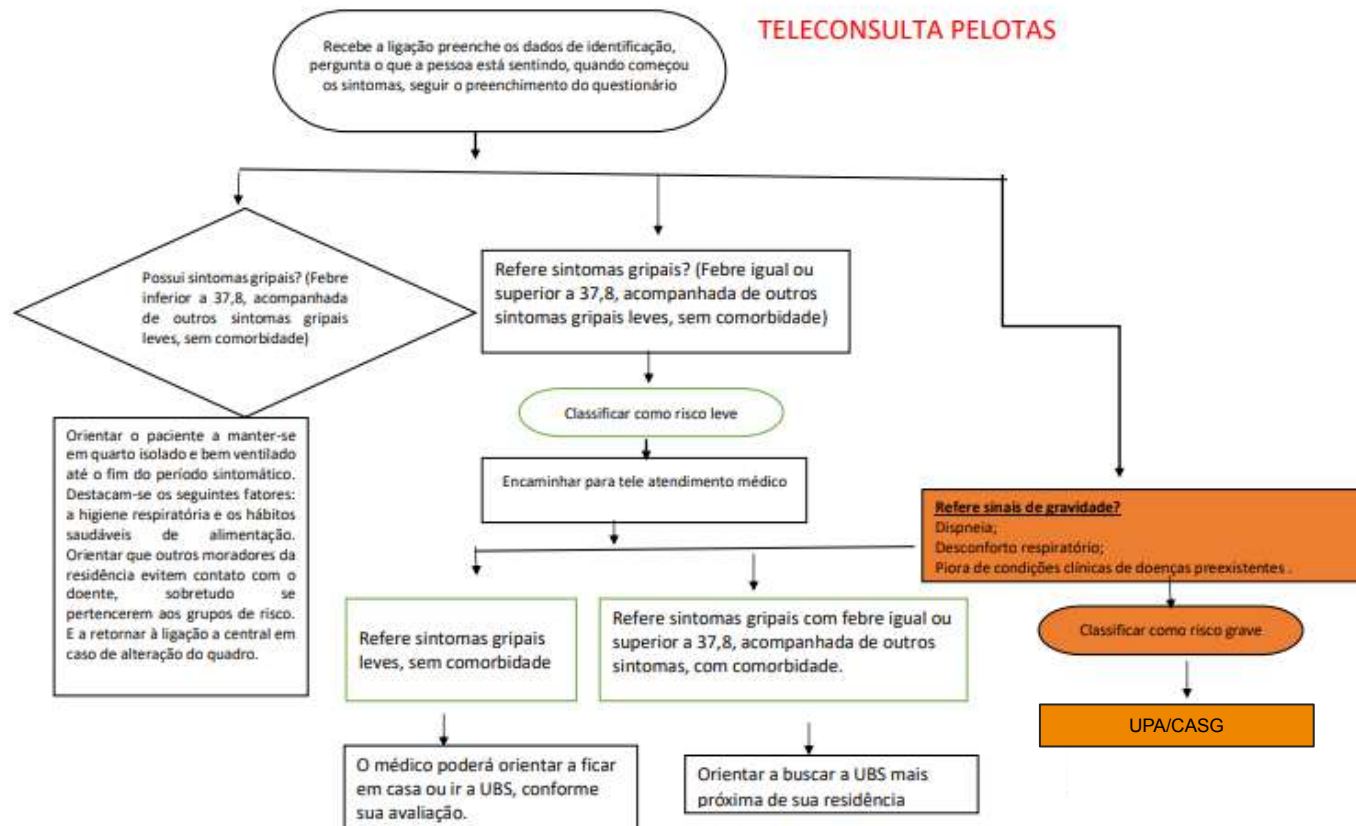 TELECONSULTA PELOTAS
Recebe a ligação preenche os dados de identificação,
pergunta o que a pessoa está sentindo, quando começou
os sintomas, seguir o preenchimento do questionário
Possui sintomas gripais? (Febre
inferior a 37,8, acompanhada
de outros sintomas gripais
leves, sem comorbidade)
Refere sintomas gripais? (Febre igual ou
superior a 37,8, acompanhada de outros
sintomas gripais leves, sem comorbidade)
Classificar como risco leve
Encaminhar para tele atendimento médico
Orientar o paciente a manter-se
em quarto isolado e bem ventilado
até o fim do período sintomático.
Destacam-se os seguintes fatores:
a higiene respiratória e os hábitos
saudáveis de alimentação.
Orientar que outros moradores da
residência evitem contato com o
doente, sobretudo se
pertencerem aos grupos de risco.
E a retornar à ligação a central em
caso de alteração do quadro.
Refere sinais de gravidade?
Dispneia;
Desconforto respiratório;
Piora de condições clínicas de doenças preexistentes .
Refere sintomas gripais
leves, sem comorbidade
Refere sintomas gripais com febre igual ou
superior a 37,8, acompanhada de outros
sintomas, com comorbidade.
Classificar como risco grave
UPA/CASG
O médico poderá orientar a ficar
em casa ou ir a UBS, conforme
sua avaliação.
Orientar a buscar a UBS mais
próxima de sua residência